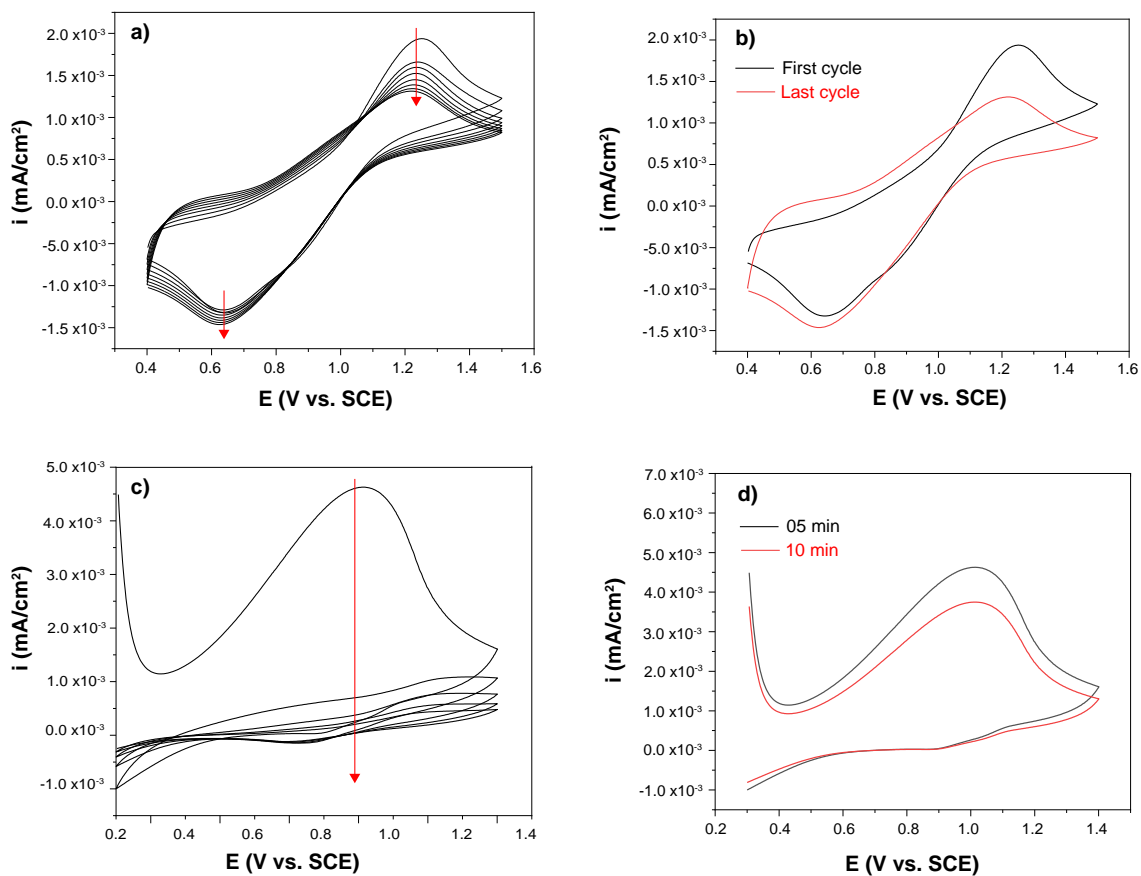 a)
2.0 x10⁻³
1.5 x10⁻³
1.0 x10⁻³
0.5 x10⁻³
0.0 x10⁻³
-5.0 x10⁻³
-1.0 x10⁻³
-1.5 x10⁻³
i (mA/cm²)
0.4 0.6 0.8 1.0 1.2 1.4 1.6
E (V vs. SCE)
b)
First cycle
Last cycle
2.0 x10⁻³
1.5 x10⁻³
1.0 x10⁻³
0.5 x10⁻³
0.0 x10⁻³
-5.0 x10⁻³
-1.0 x10⁻³
-1.5 x10⁻³
i (mA/cm²)
0.4 0.6 0.8 1.0 1.2 1.4 1.6
E (V vs. SCE)
c)
5.0 x10⁻³
4.0 x10⁻³
3.0 x10⁻³
2.0 x10⁻³
1.0 x10⁻³
0.0 x10⁻³
-1.0 x10⁻³
i (mA/cm²)
0.2 0.4 0.6 0.8 1.0 1.2 1.4
E (V vs. SCE)
d)
05 min
10 min
7.0 x10⁻³
6.0 x10⁻³
5.0 x10⁻³
4.0 x10⁻³
3.0 x10⁻³
2.0 x10⁻³
1.0 x10⁻³
0.0 x10⁻³
-1.0 x10⁻³
i (mA/cm²)
0.2 0.4 0.6 0.8 1.0 1.2 1.4
E (V vs. SCE)